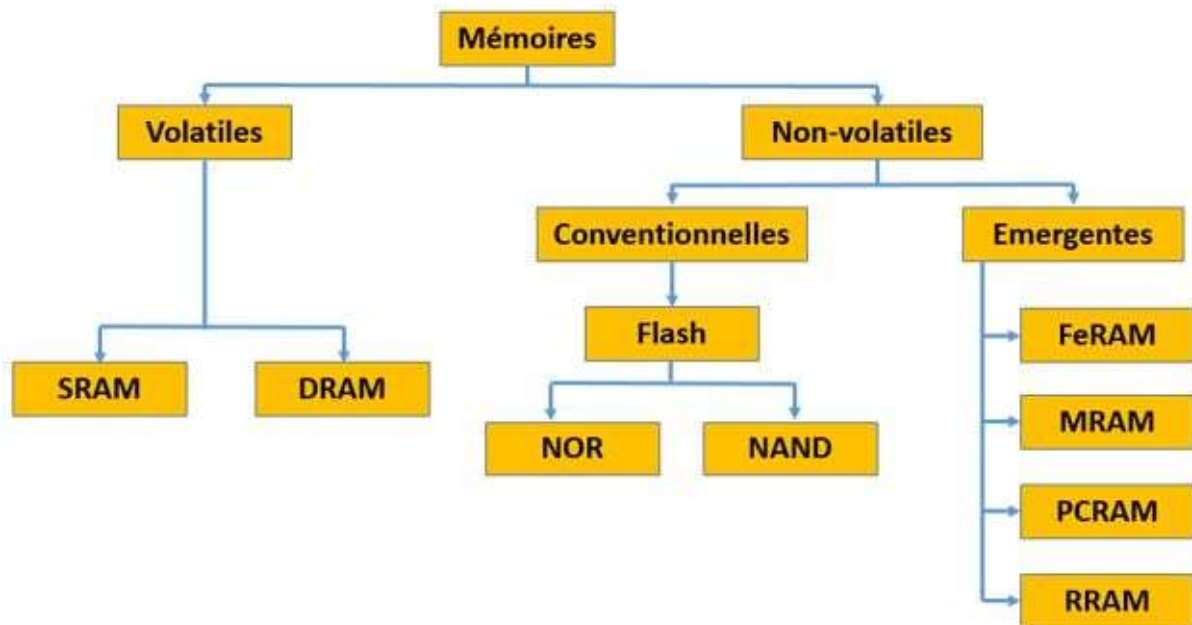 Mémoires
Volatiles
Non-volatiles
Conventionnelles
Emergentes
Flash
FeRAM
SRAM
DRAM
MRAM
NOR
NAND
PCRAM
RRAM